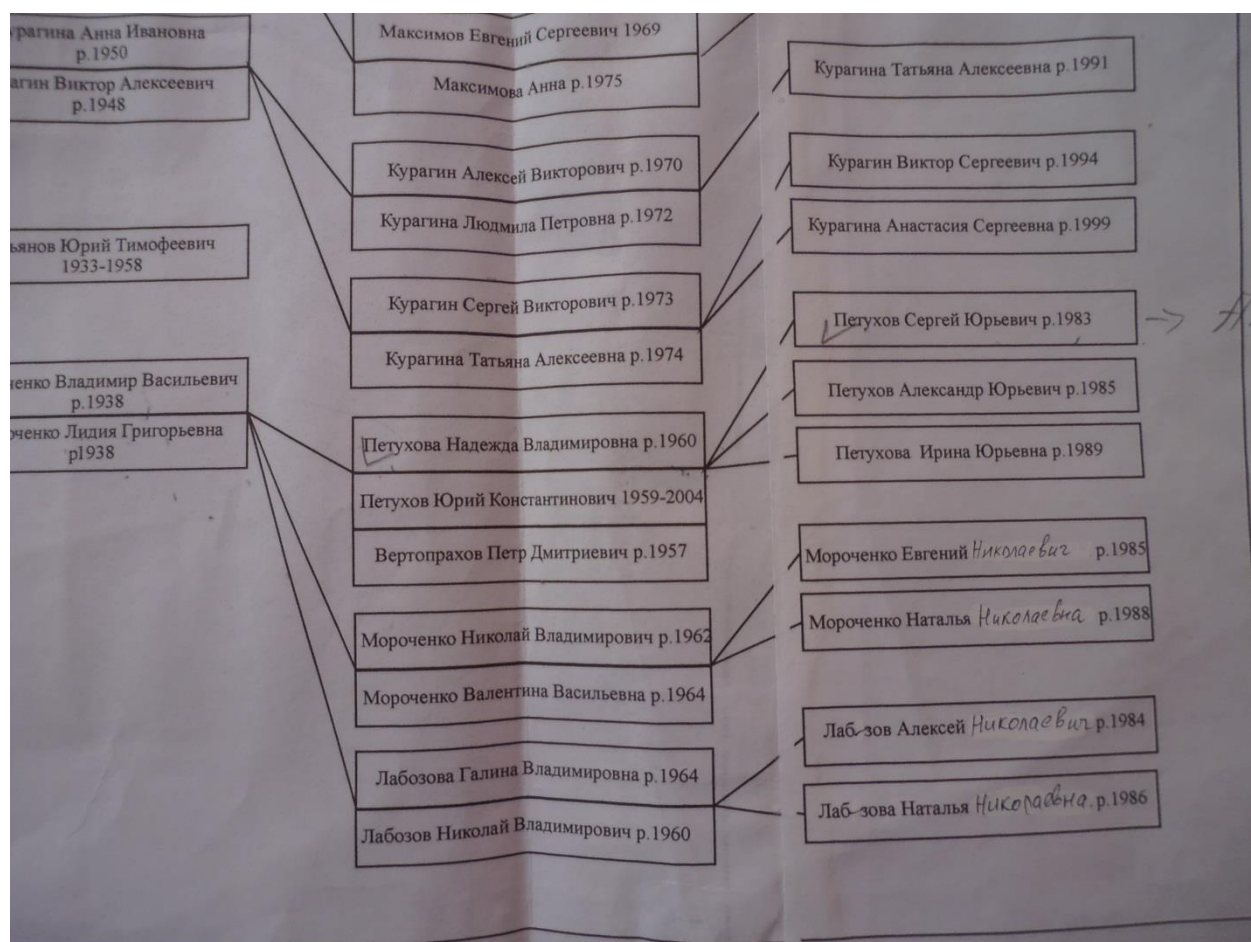 Анна Ивановна
р.1950
Виктор Алексеевич
р.1948
Юрий Тимофеевич
1933-1958
Владимир Васильевич
р.1938
Лидия Григорьевна
р1938
Максимов Евгений Сергеевич 1969
Максимова Анна р.1975
Курагин Алексей Викторович р.1970
Курагина Людмила Петровна р.1972
Курагин Сергей Викторович р.1973
Курагина Татьяна Алексеевна р.1974
Петухова Надежда Владимировна р.1960
Петухов Юрий Константинович 1959-2004
Вертопрахов Петр Дмитриевич р.1957
Мороченко Николай Владимирович р.1962
Мороченко Валентина Васильевна р.1964
Лабозова Галина Владимировна р.1964
Лабозов Николай Владимирович р.1960
Курагина Татьяна Алексеевна р.1991
Курагин Виктор Сергеевич р.1994
Курагина Анастасия Сергеевна р.1999
Петухов Сергей Юрьевич р.1983
Петухов Александр Юрьевич р.1985
Петухова Ирина Юрьевна р.1989
Мороченко Евгений Николаевич р.1985
Мороченко Наталья Николаевна р.1988
Алексей Николаевич р.1984
Наталья Николаевна р.1986